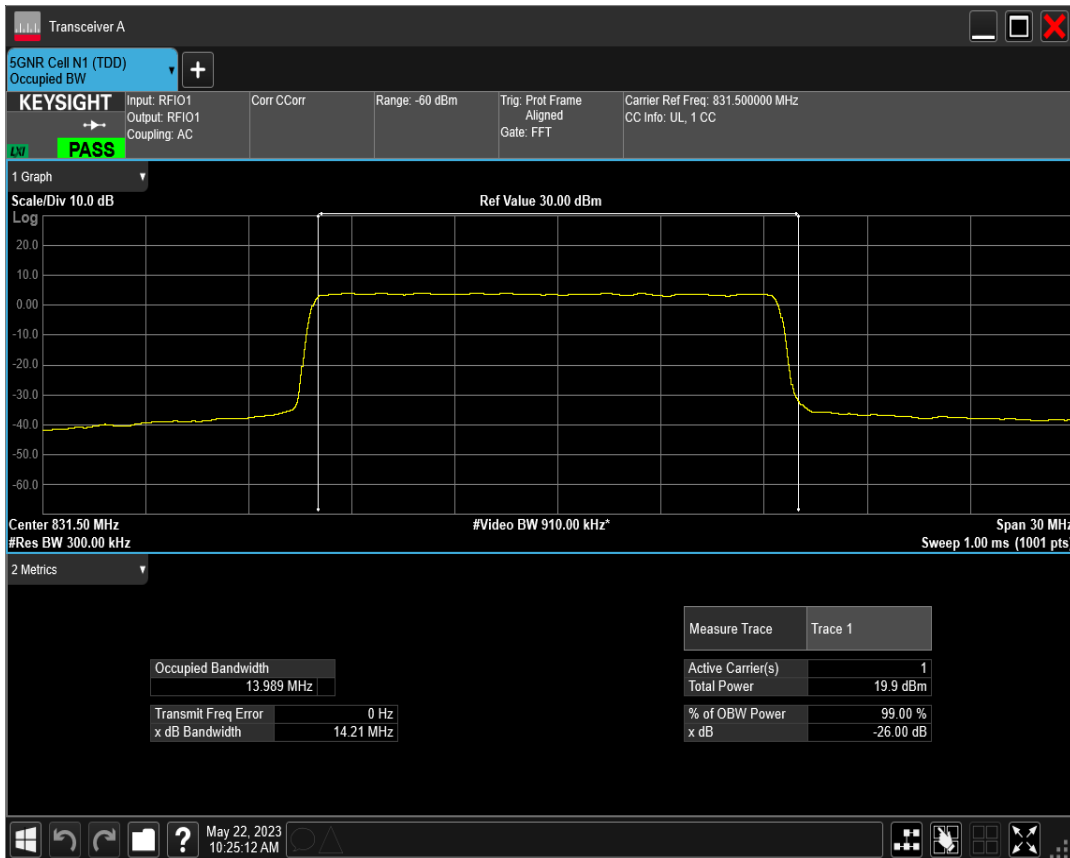 Transceiver A
5GNR Cell N1 (TDD)
Occupied BW
+
KEYSIGHT
LXI
PASS
Input: RFIO1
Output: RFIO1
Coupling: AC
Corr CCorr
Range: -60 dBm
Trig: Prot Frame
Aligned
Gate: FFT
Carrier Ref Freq: 831.500000 MHz
CC Info: UL, 1 CC
1 Graph
Scale/Div 10.0 dB
Ref Value 30.00 dBm
Log
20.0
10.0
0.00
-10.0
-20.0
-30.0
-40.0
-50.0
-60.0
Center 831.50 MHz
#Video BW 910.00 kHz*
Span 30 MHz
#Res BW 300.00 kHz
Sweep 1.00 ms (1001 pts)
2 Metrics
Measure Trace Trace 1
Occupied Bandwidth
13.989 MHz
Active Carrier(s) 1
Total Power 19.9 dBm
Transmit Freq Error 0 Hz
x dB Bandwidth 14.21 MHz
% of OBW Power 99.00 %
x dB -26.00 dB
?
May 22, 2023
10:25:12 AM